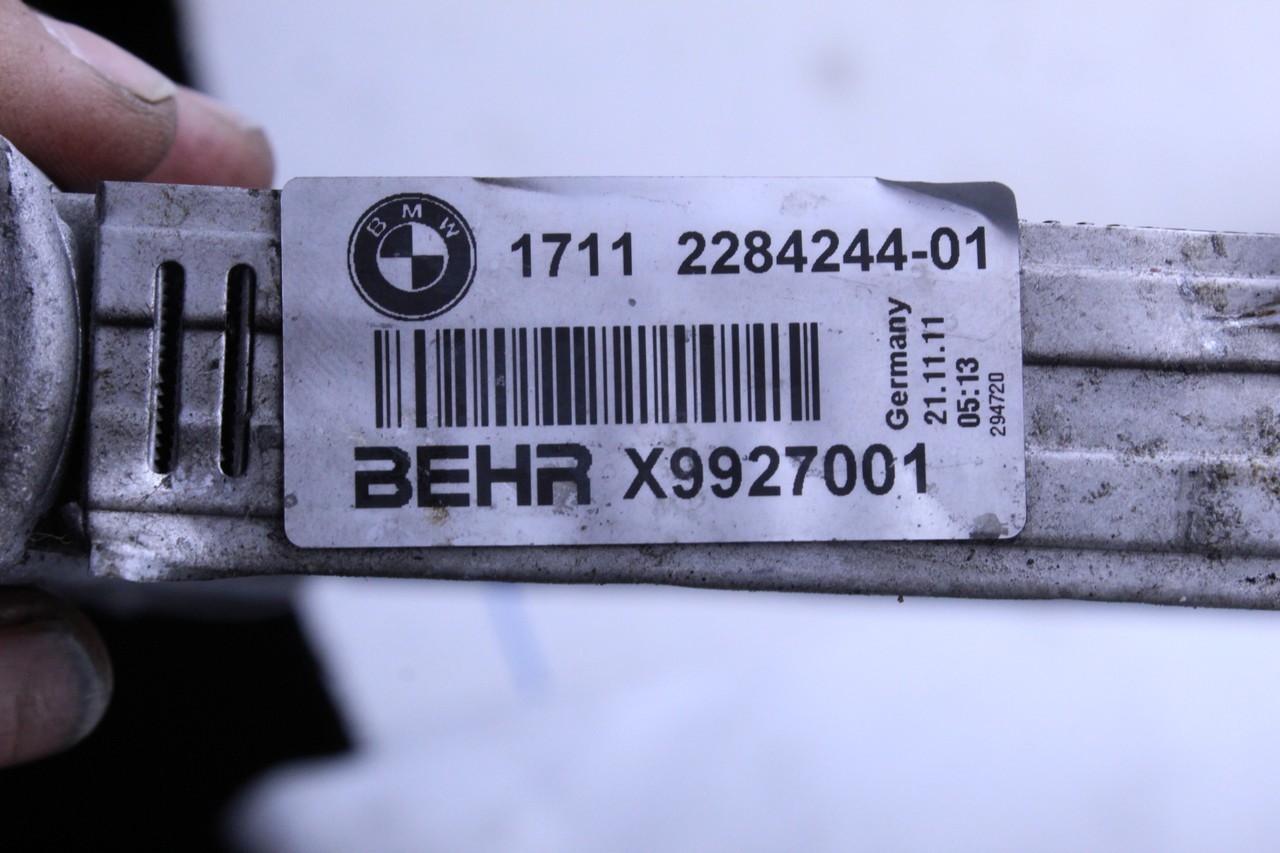 BMW
1711 2284244-01
Germany
21.11.11
05:13
294720
BEHR X9927001